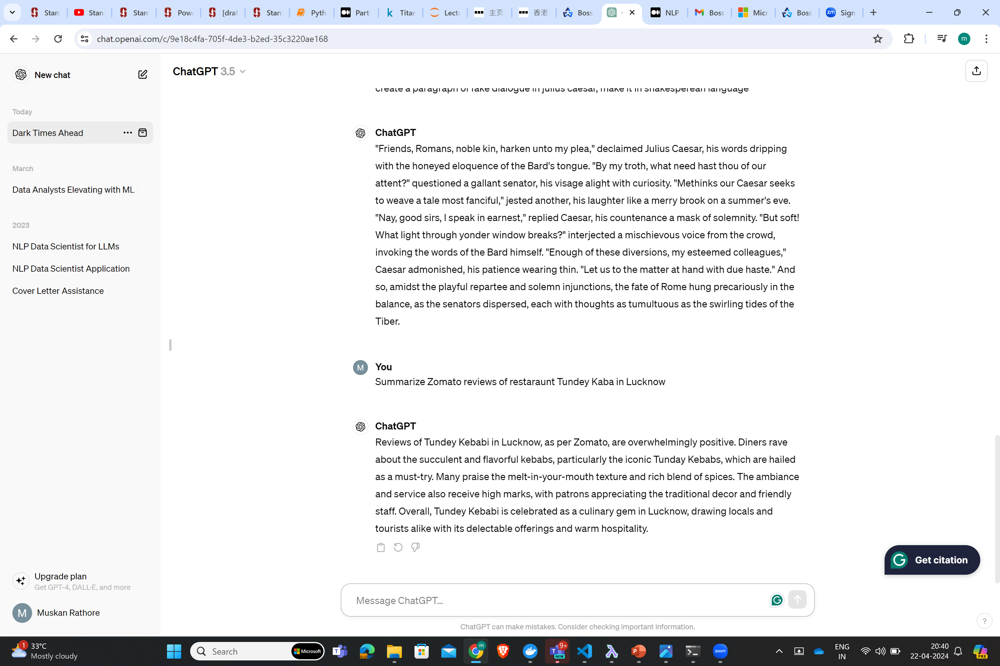 Stan
Stan
Stan
Pow
[draf
Stan
Pyth
Part-
Titan
Lectu
主页
香港
Boss
NLP
Boss
Micr
Boss
zm
Sign
chat.openai.com/c/9e18c4fa-705f-4de3-b2ed-35c3220ae168
m
New chat
ChatGPT 3.5
create a paragraph of fake dialogue in julius caesar, make it in shakesperean language
Today
Dark Times Ahead
March
Data Analysts Elevating with ML
2023
NLP Data Scientist for LLMs
NLP Data Scientist Application
Cover Letter Assistance
ChatGPT
"Friends, Romans, noble kin, harken unto my plea," declaimed Julius Caesar, his words dripping
with the honeyed eloquence of the Bard's tongue. "By my troth, what need hast thou of our
attent?" questioned a gallant senator, his visage alight with curiosity. "Methinks our Caesar seeks
to weave a tale most fanciful," jested another, his laughter like a merry brook on a summer's eve.
"Nay, good sirs, I speak in earnest," replied Caesar, his countenance a mask of solemnity. "But soft!
What light through yonder window breaks?" interjected a mischievous voice from the crowd,
invoking the words of the Bard himself. "Enough of these diversions, my esteemed colleagues,"
Caesar admonished, his patience wearing thin. "Let us to the matter at hand with due haste." And
so, amidst the playful repartee and solemn injunctions, the fate of Rome hung precariously in the
balance, as the senators dispersed, each with thoughts as tumultuous as the swirling tides of the
Tiber.
M
You
Summarize Zomato reviews of restaraunt Tundey Kaba in Lucknow
ChatGPT
Reviews of Tundey Kebabi in Lucknow, as per Zomato, are overwhelmingly positive. Diners rave
about the succulent and flavorful kebabs, particularly the iconic Tunday Kebabs, which are hailed
as a must-try. Many praise the melt-in-your-mouth texture and rich blend of spices. The ambiance
and service also receive high marks, with patrons appreciating the traditional decor and friendly
staff. Overall, Tundey Kebabi is celebrated as a culinary gem in Lucknow, drawing locals and
tourists alike with its delectable offerings and warm hospitality.
Get citation
Upgrade plan
Get GPT-4, DALL·E, and more
M
Muskan Rathore
Message ChatGPT...
ChatGPT can make mistakes. Consider checking important information.
?
1
33°C
Mostly cloudy
Search
Microsoft
m
9+
NEW
zoom
ENG
IN
20:40
22-04-2024
PRE